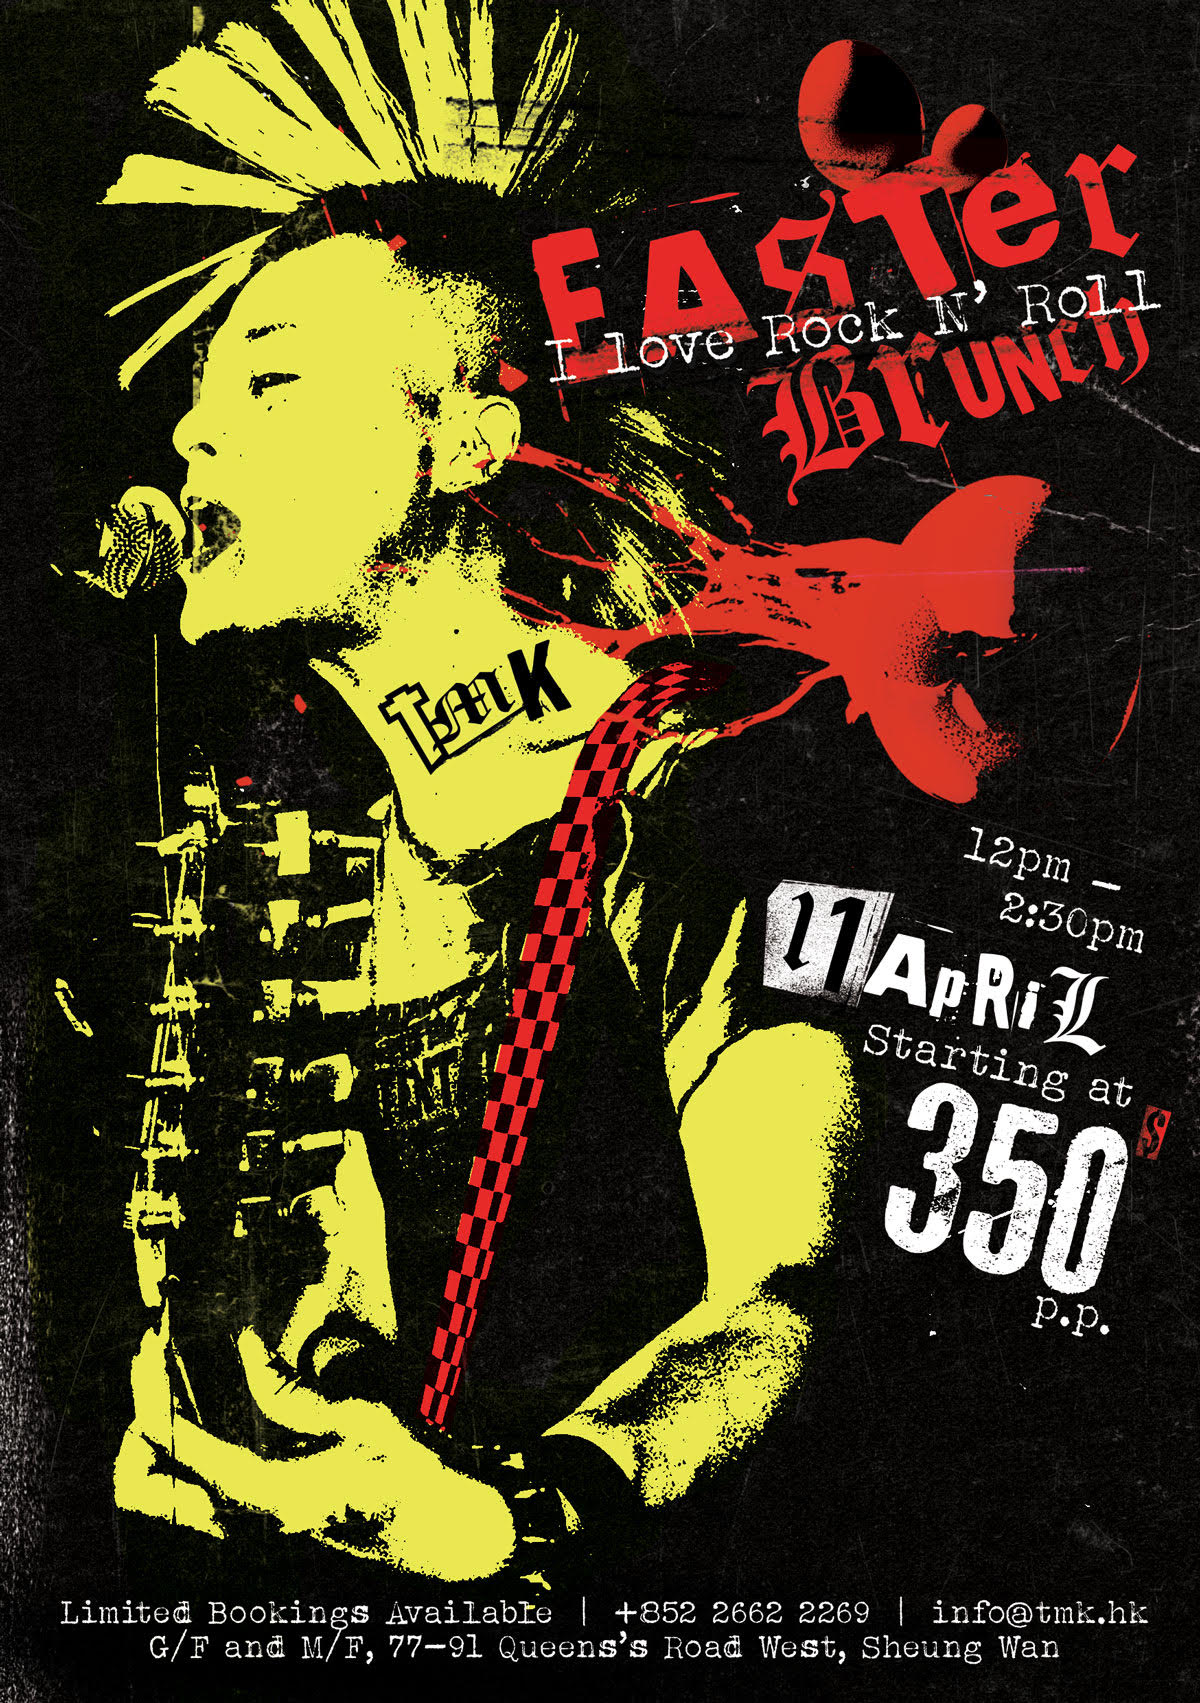 EASTer
I love Rock N' Roll
BrUNCh
tmK
12pm –
2:30pm
11 ApRiL
Starting at
350
p.p.
Limited Bookings Available | +852 2662 2269 | info@tmk.hk
G/F and M/F, 77-91 Queens's Road West, Sheung Wan